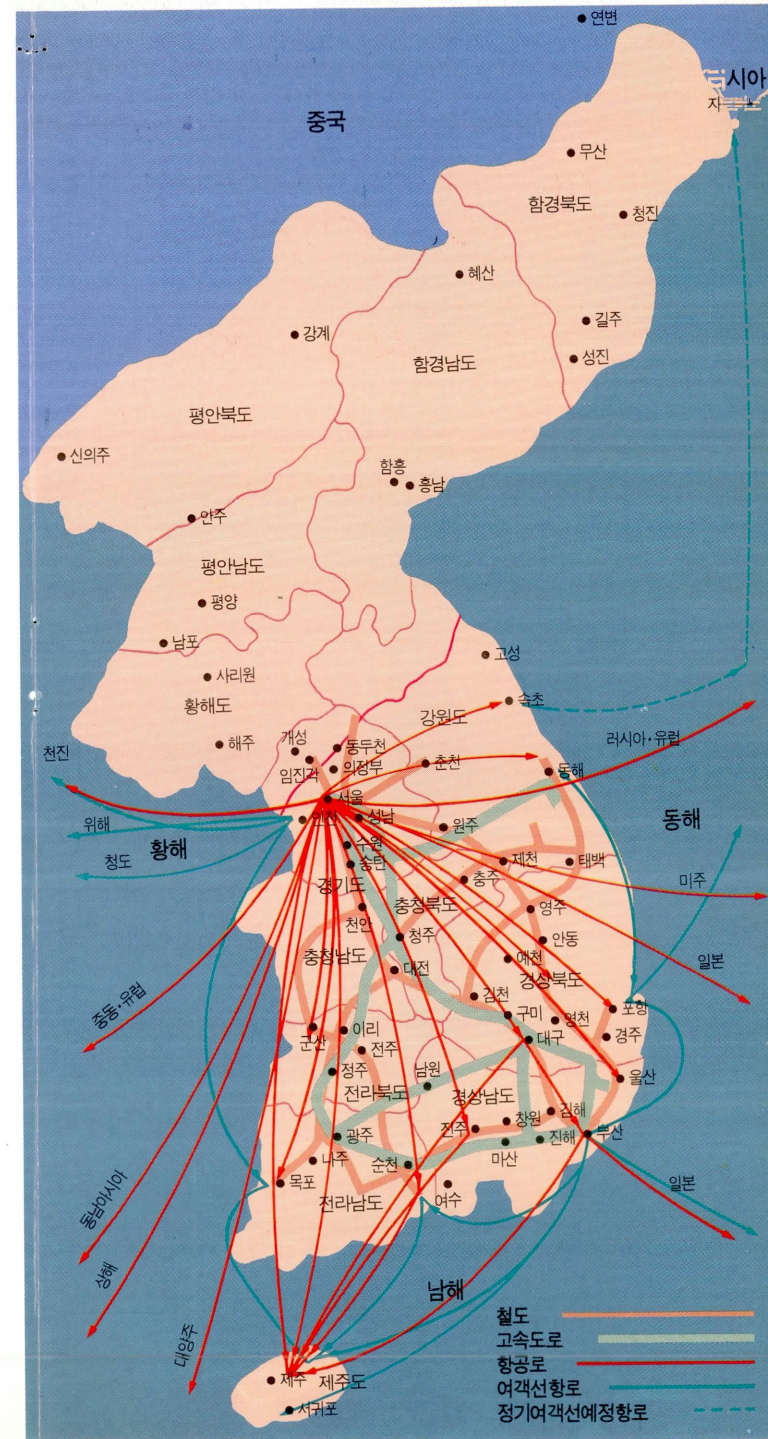 연변
시아
자
중국
무산
함경북도
청진
혜산
길주
강계
성진
함경남도
평안북도
신의주
함흥
흥남
안주
평안남도
평양
남포
고성
사리원
속초
황해도
강원도
러시아·유럽
해주
개성
동두천
천진
춘천
임진각
의정부
동해
서울
위해
인천
성남
원주
동해
황해
청도
수원
송탄
제천
태백
충주
미주
경기도
충청북도
천안
영주
청주
안동
충청남도
예천
일본
대전
경상북도
김천
중동·유럽
구미
영천
포항
군산
이리
대구
경주
전주
정주
남원
울산
전라북도
경상남도
김해
창원
진주
광주
부산
마산
진해
나주
순천
목포
여수
일본
전라남도
동남아시아
상해
남해
대양주
제주
제주도
서귀포
철도
고속도로
항공로
여객선항로
정기여객선예정항로